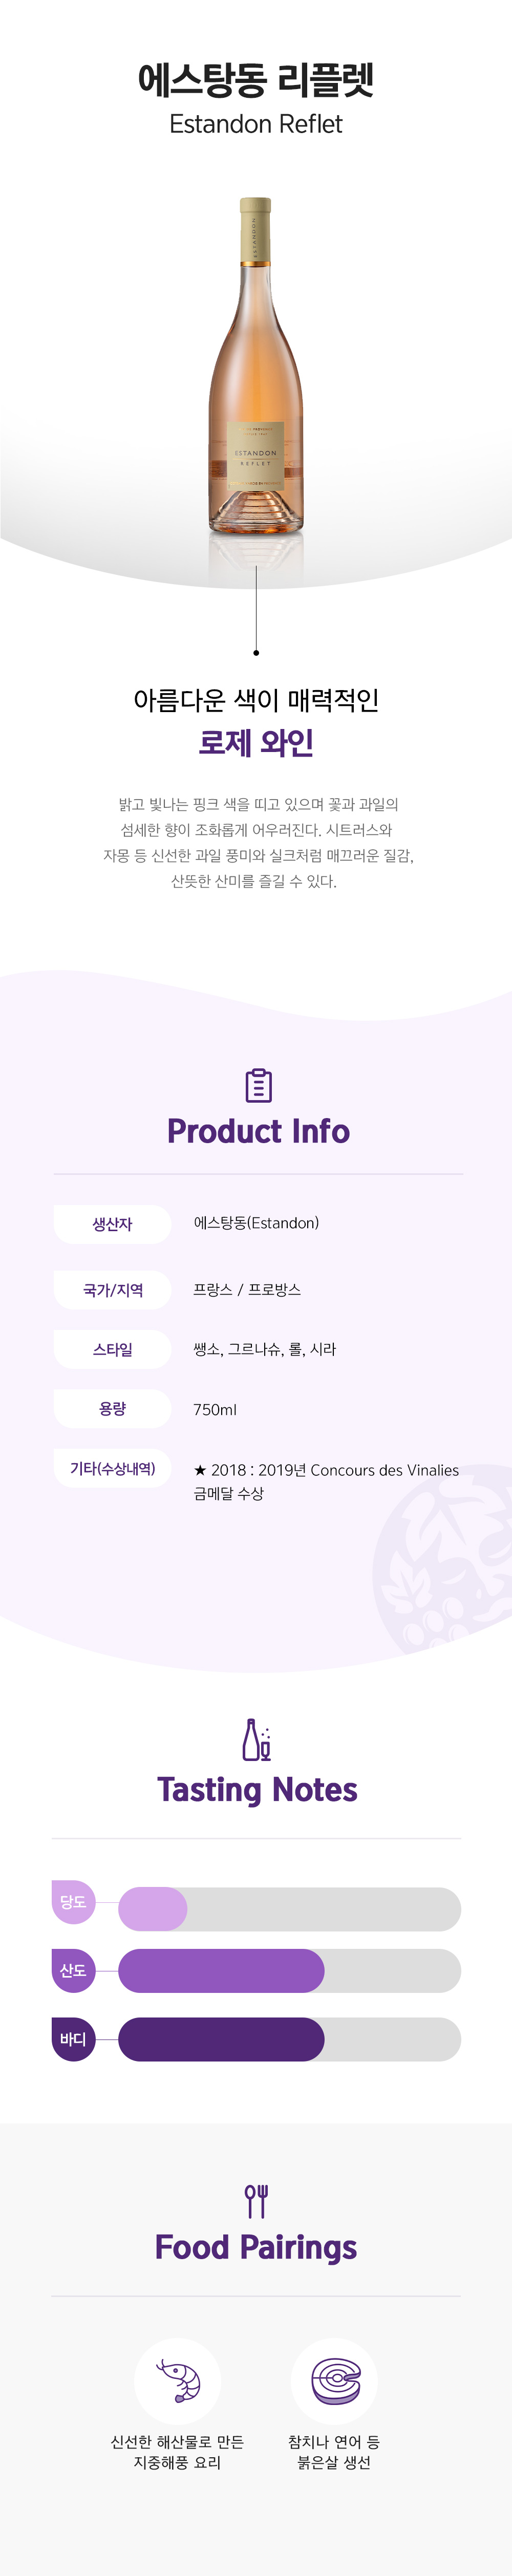 에스탕동 리플렛
Estandon Reflet
ESTANDON
ESTANDON
REFLET
아름다운 색이 매력적인
로제 와인
밝고 빛나는 핑크 색을 띠고 있으며 꽃과 과일의
섬세한 향이 조화롭게 어우러진다. 시트러스와
자몽 등 신선한 과일 풍미와 실크처럼 매끄러운 질감,
산뜻한 산미를 즐길 수 있다.
Product Info
생산자 에스탕동(Estandon)
국가/지역 프랑스 / 프로방스
스타일 쌩소, 그르나슈, 롤, 시라
용량 750ml
기타(수상내역) ★ 2018 : 2019년 Concours des Vinalies
금메달 수상
Tasting Notes
당도
산도
바디
Food Pairings
신선한 해산물로 만든
지중해풍 요리
참치나 연어 등
붉은살 생선